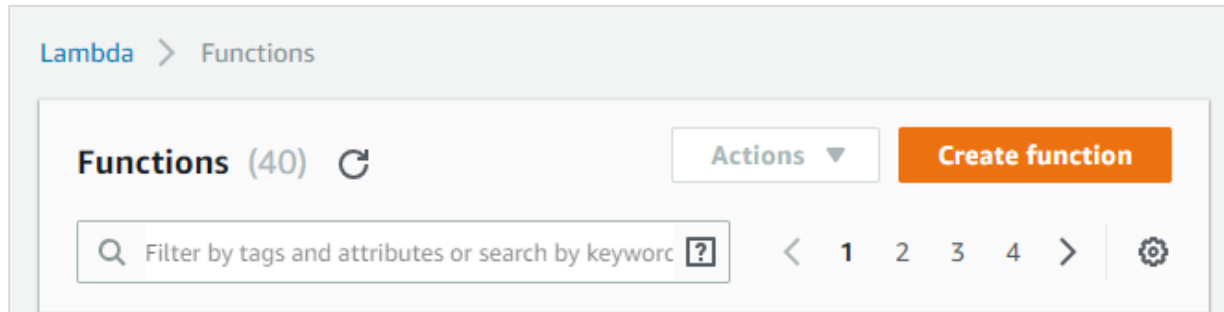 Lambda > Functions
Functions (40) Actions ▼ Create function
Filter by tags and attributes or search by keyword ? < 1 2 3 4 >